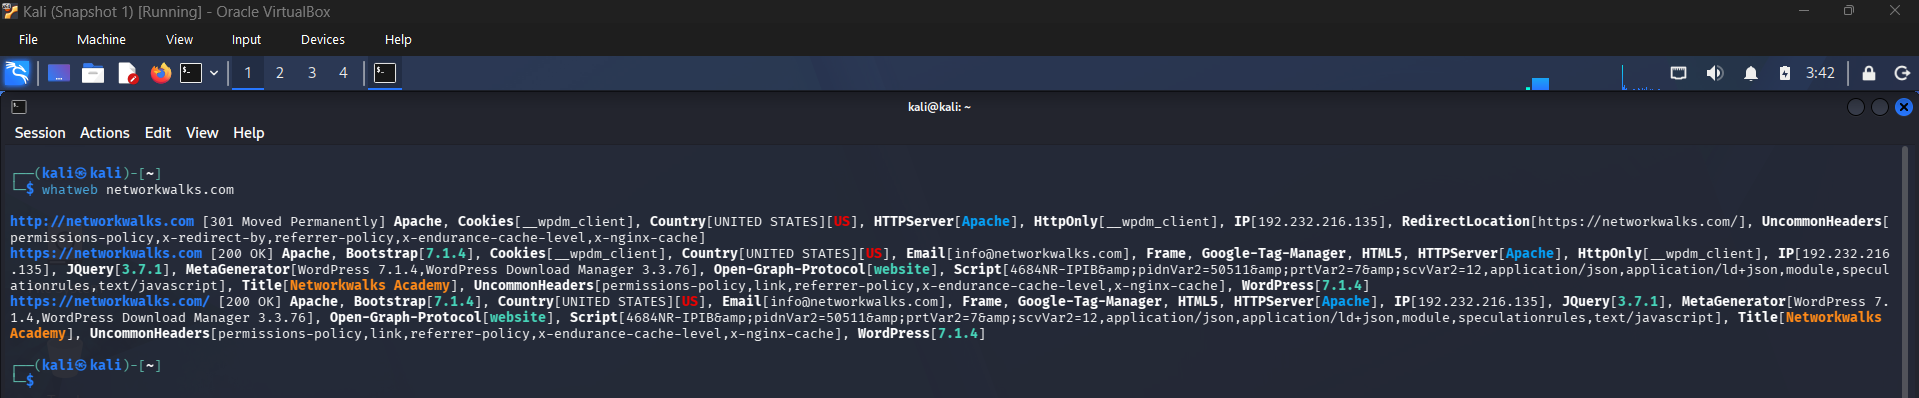 Kali (Snapshot 1) [Running] - Oracle VirtualBox
File Machine View Input Devices Help
1 2 3 4 3:42
kali@kali: ~
Session Actions Edit View Help
┌──(kali㉿kali)-[~]
└─$ whatweb networkwalks.com
http://networkwalks.com [301 Moved Permanently] Apache, Cookies[__wpdm_client], Country[UNITED STATES][US], HTTPServer[Apache], HttpOnly[__wpdm_client], IP[192.232.216.135], RedirectLocation[https://networkwalks.com/], UncommonHeaders[
permissions-policy,x-redirect-by,referrer-policy,x-endurance-cache-level,x-nginx-cache]
https://networkwalks.com [200 OK] Apache, Bootstrap[7.1.4], Cookies[__wpdm_client], Country[UNITED STATES][US], Email[info@networkwalks.com], Frame, Google-Tag-Manager, HTML5, HTTPServer[Apache], HttpOnly[__wpdm_client], IP[192.232.216
.135], JQuery[3.7.1], MetaGenerator[WordPress 7.1.4,WordPress Download Manager 3.3.76], Open-Graph-Protocol[website], Script[4684NR-IPIB&amp;pidnVar2=50511&amp;prtVar2=7&amp;scvVar2=12,application/json,application/ld+json,module,specul
ationrules,text/javascript], Title[Networkwalks Academy], UncommonHeaders[permissions-policy,link,referrer-policy,x-endurance-cache-level,x-nginx-cache], WordPress[7.1.4]
https://networkwalks.com/ [200 OK] Apache, Bootstrap[7.1.4], Country[UNITED STATES][US], Email[info@networkwalks.com], Frame, Google-Tag-Manager, HTML5, HTTPServer[Apache], IP[192.232.216.135], JQuery[3.7.1], MetaGenerator[WordPress 7.
1.4,WordPress Download Manager 3.3.76], Open-Graph-Protocol[website], Script[4684NR-IPIB&amp;pidnVar2=50511&amp;prtVar2=7&amp;scvVar2=12,application/json,application/ld+json,module,speculationrules,text/javascript], Title[Networkwalks
Academy], UncommonHeaders[permissions-policy,link,referrer-policy,x-endurance-cache-level,x-nginx-cache], WordPress[7.1.4]
┌──(kali㉿kali)-[~]
└─$